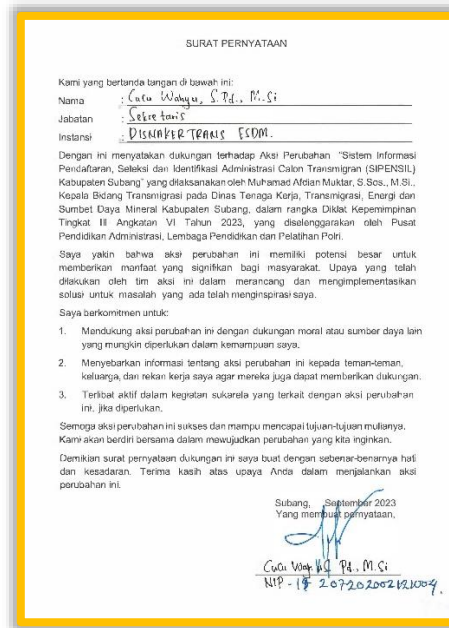 SURAT PERNYATAAN
Kami yang bertanda tangan di bawah ini:
Nama : Cucu Wahyu, S.Pd., M.Si
Jabatan : Sekretaris
Instansi : DISNAKERTRANS ESDM.
Dengan ini menyatakan dukungan terhadap Aksi Perubahan "Sistem Informasi
Pendaftaran, Seleksi dan Identifikasi Administrasi Calon Transmigran (SIPENSIL)
Kabupaten Subang" yang dilaksanakan oleh Muhamad Afdian Muktar, S.Sos., M.Si.,
Kepala Bidang Transmigrasi pada Dinas Tenaga Kerja, Transmigrasi, Energi dan
Sumbet Daya Mineral Kabupaten Subang, dalam rangka Diklat Kepemimpinan
Tingkat III Angkatan VI Tahun 2023, yang diselenggarakan oleh Pusat
Pendidikan Administrasi, Lembaga Pendidikan dan Pelatihan Polri.
Saya yakin bahwa aksi perubahan ini memiliki potensi besar untuk
memberikan manfaat yang signifikan bagi masyarakat. Upaya yang telah
dilakukan oleh tim aksi ini dalam merancang dan mengimplementasikan
solusi untuk masalah yang ada telah menginspirasi saya.
Saya berkomitmen untuk:
1. Mendukung aksi perubahan ini dengan dukungan moral atau sumber daya lain
yang mungkin diperlukan dalam kemampuan saya.
2. Menyebarkan informasi tentang aksi perubahan ini kepada teman-teman,
keluarga, dan rekan kerja saya agar mereka juga dapat memberikan dukungan.
3. Terlibat aktif dalam kegiatan sukarela yang terkait dengan aksi perubahan
ini, jika diperlukan.
Semoga aksi perubahan ini sukses dan mampu mencapai tujuan-tujuan mulianya.
Kami akan berdiri bersama dalam mewujudkan perubahan yang kita inginkan.
Demikian surat pernyataan dukungan ini saya buat dengan sebenar-benarnya hati
dan kesadaran. Terima kasih atas upaya Anda dalam menjalankan aksi
perubahan ini.
Subang, September 2023
Yang membuat pernyataan,
Cucu S. Pd., M.Si
NIP -